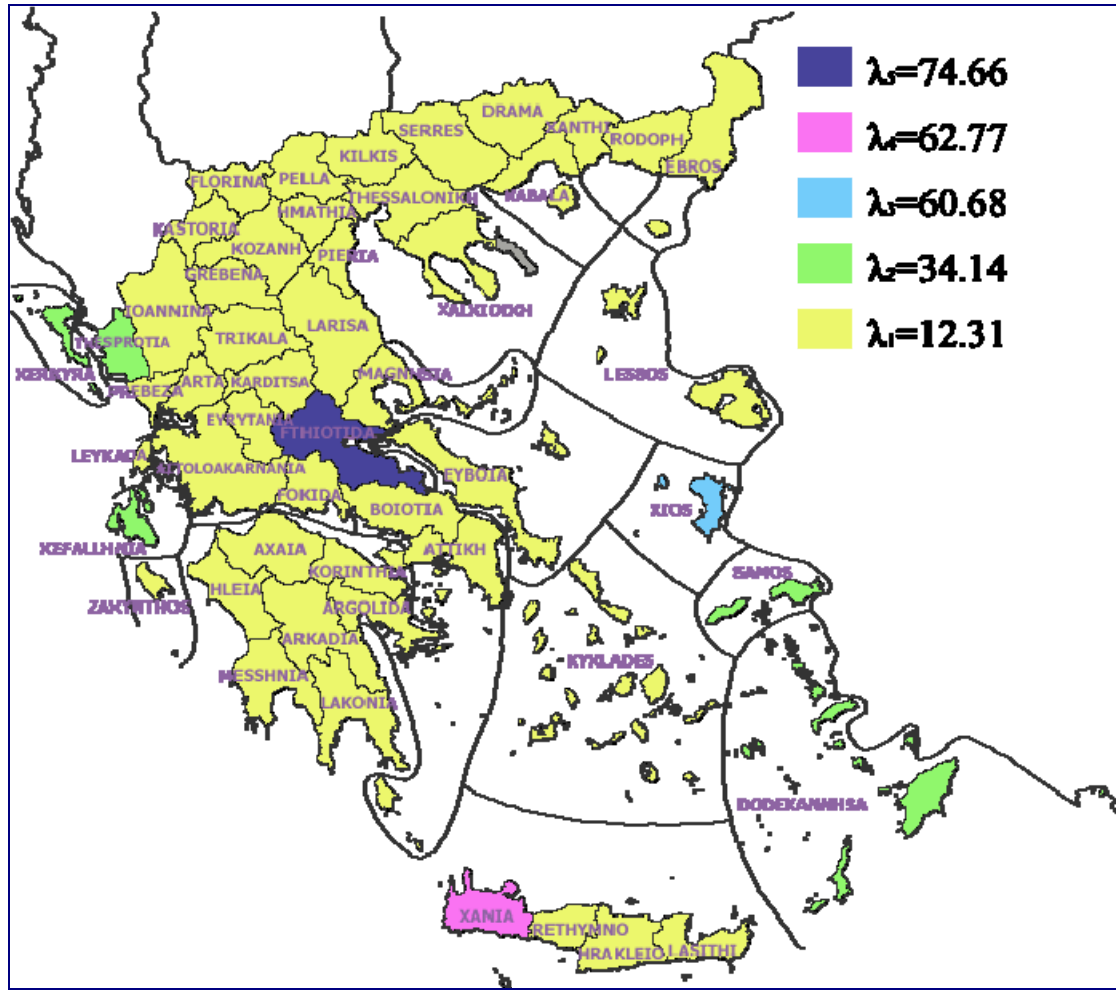 λ5=74.66
λ4=62.77
λ3=60.68
λ2=34.14
λ1=12.31
DRAMA
SERRES
XANTHI
RODOPH
KILKIS
EBROS
FLORINA
PELLA
THESSALONIKH
KABALA
HMATHIA
KASTORIA
KOZANH
PIERIA
GREBENA
IOANNINA
XALKIDIKH
LARISA
TRIKALA
THESPROTIA
KERKYRA
MAGNHSIA
LESBOS
PREBEZA
ARTA
KARDITSA
EYRYTANIA
FTHIOTIDA
LEYKADA
AITOLOAKARNANIA
EYBOIA
FOKIDA
BOIOTIA
XIOS
KEFALLHNIA
AXAIA
ATTIKH
KORINTHIA
SAMOS
HLEIA
ZAKYNTHOS
ARGOLIDA
ARKADIA
KYKLADES
MESSHNIA
LAKONIA
DODEKANNHSA
XANIA
RETHYMNO
HRAKLEIO
LASITHI